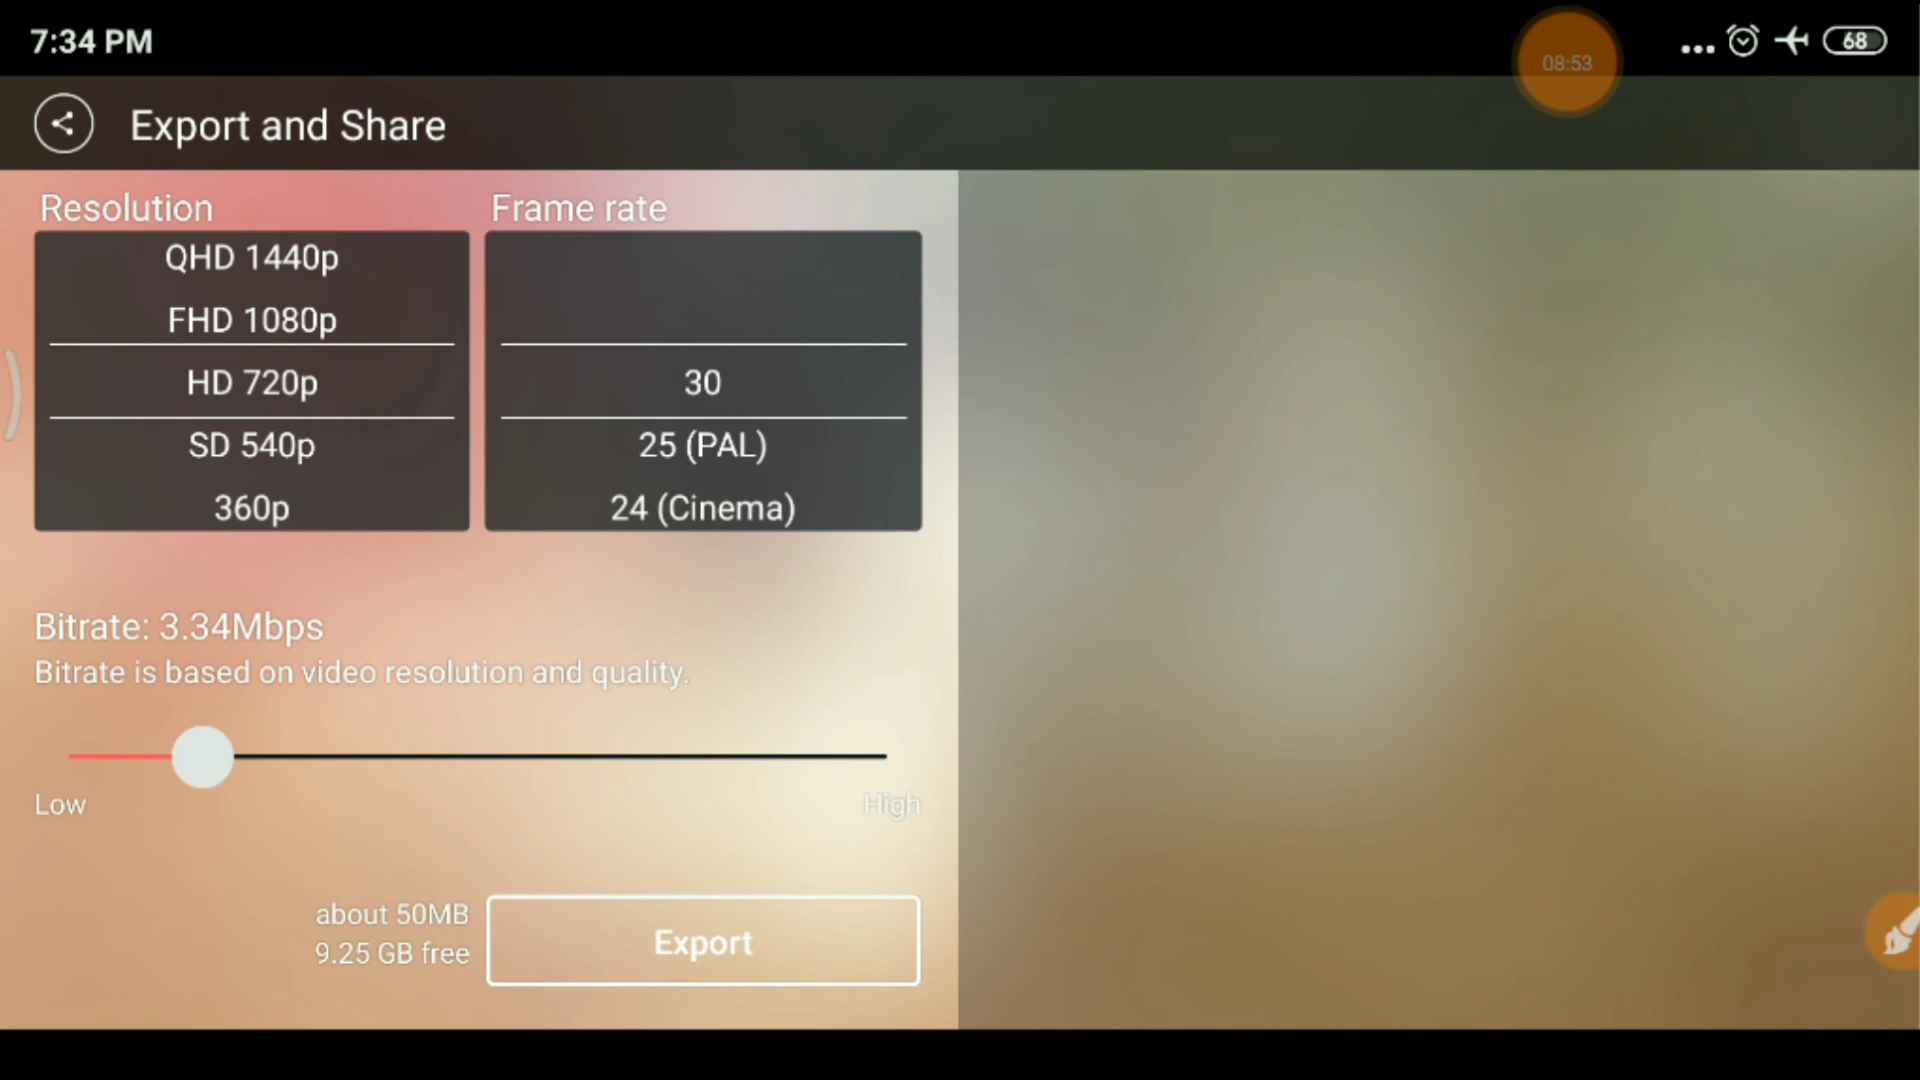 7:34 PM
08:53
68
Export and Share
Resolution
Frame rate
QHD 1440p
FHD 1080p
HD 720p
SD 540p
360p
30
25 (PAL)
24 (Cinema)
Bitrate: 3.34Mbps
Bitrate is based on video resolution and quality.
Low
High
about 50MB
9.25 GB free
Export